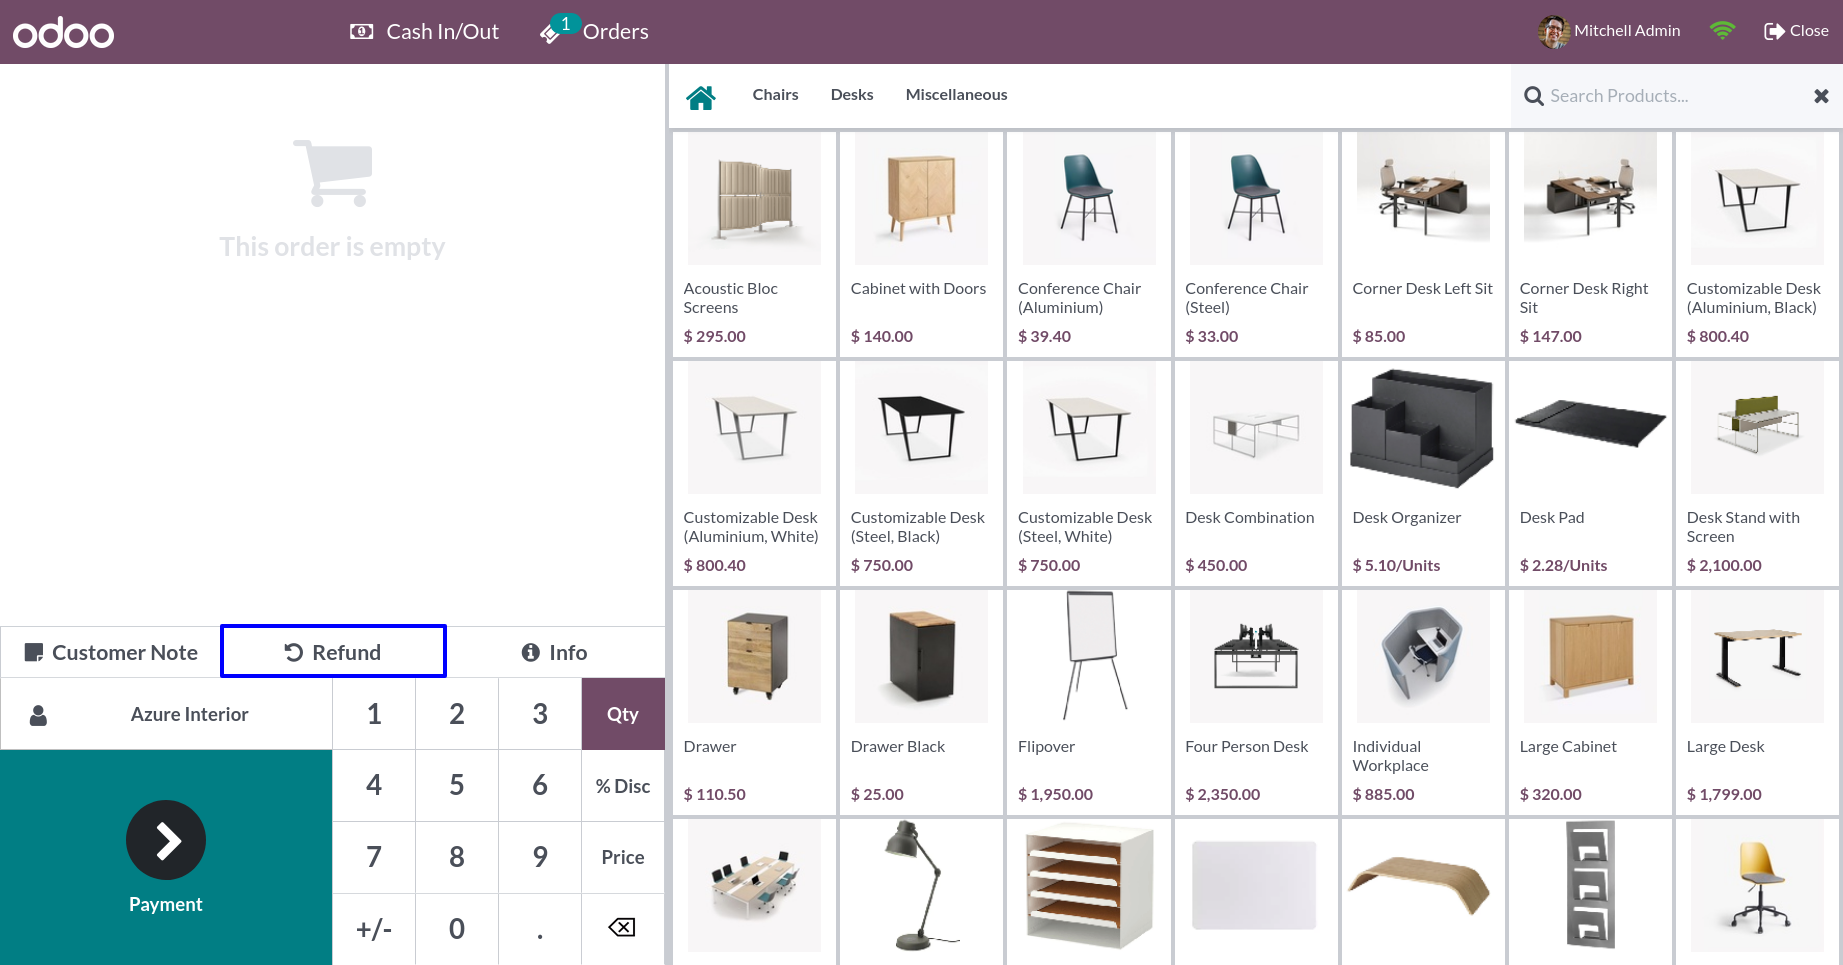 odoo
Cash In/Out
1
Orders
Mitchell Admin
Close
This order is empty
Chairs
Desks
Miscellaneous
Search Products...
Acoustic Bloc
Screens
$ 295.00
Cabinet with Doors
$ 140.00
Conference Chair
(Aluminium)
$ 39.40
Conference Chair
(Steel)
$ 33.00
Corner Desk Left Sit
$ 85.00
Corner Desk Right
Sit
$ 147.00
Customizable Desk
(Aluminium, Black)
$ 800.40
Customizable Desk
(Aluminium, White)
$ 800.40
Customizable Desk
(Steel, Black)
$ 750.00
Customizable Desk
(Steel, White)
$ 750.00
Desk Combination
$ 450.00
Desk Organizer
$ 5.10/Units
Desk Pad
$ 2.28/Units
Desk Stand with
Screen
$ 2,100.00
Drawer
$ 110.50
Drawer Black
$ 25.00
Flipover
$ 1,950.00
Four Person Desk
$ 2,350.00
Individual
Workplace
$ 885.00
Large Cabinet
$ 320.00
Large Desk
$ 1,799.00
Customer Note
Refund
Info
Azure Interior
1
2
3
Qty
4
5
6
% Disc
7
8
9
Price
Payment
+/-
0
.